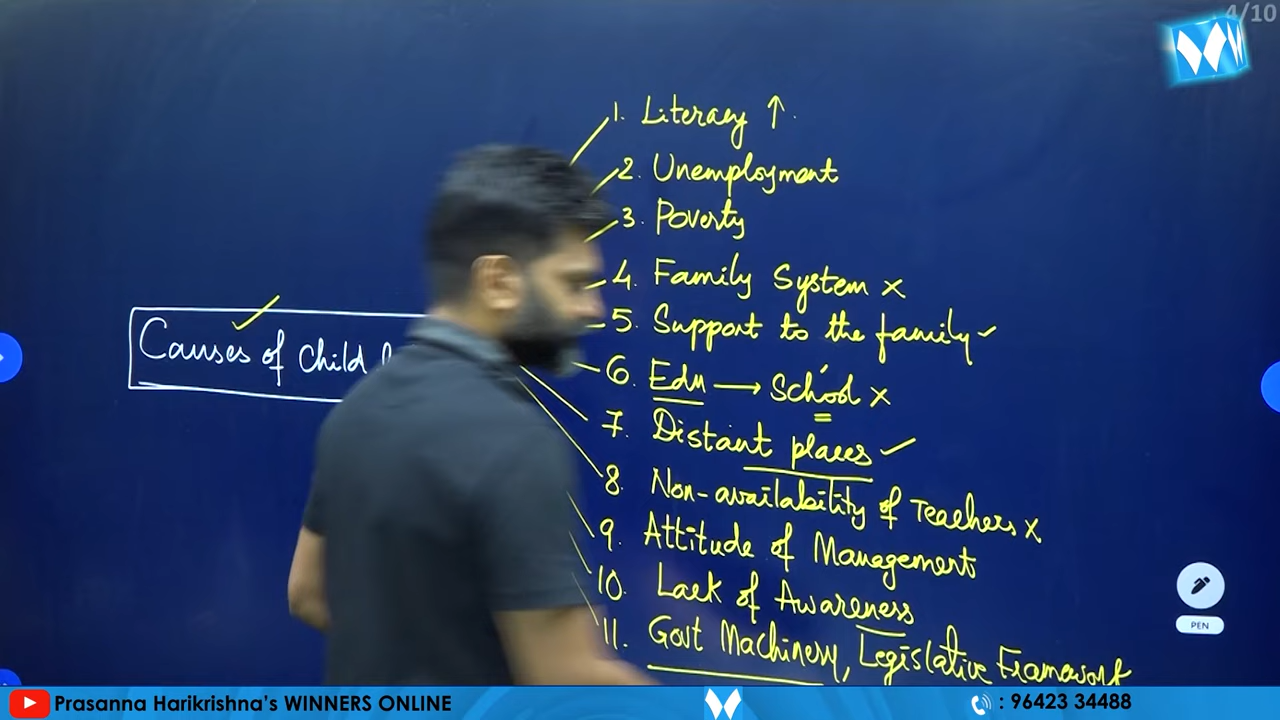 4/10
Causes of Child
1. Literacy ↑
2. Unemployment
3. Poverty
4. Family System x
5. Support to the family ✓
6. Edn → School x
7. Distant places ✓
8. Non-availability of Teachers x
9. Attitude of Management
10. Lack of Awareness
11. Govt Machinery, Legislative Framework
PEN
Prasanna Harikrishna's WINNERS ONLINE
: 96423 34488